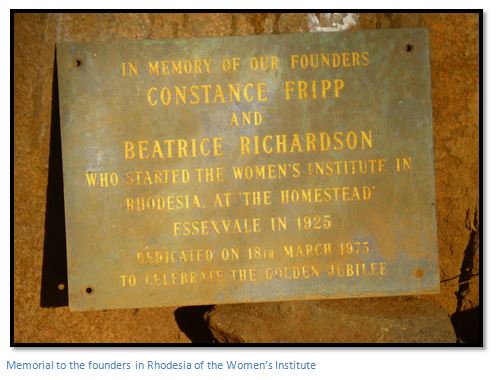 IN MEMORY OF OUR FOUNDERS
CONSTANCE FRIPP
AND
BEATRICE RICHARDSON
WHO STARTED THE WOMEN'S INSTITUTE IN
RHODESIA, AT 'THE HOMESTEAD'
ESSEXVALE IN 1925
DEDICATED ON 18TH MARCH 1975
TO CELEBRATE THE GOLDEN JUBILEE
Memorial to the founders in Rhodesia of the Women's Institute